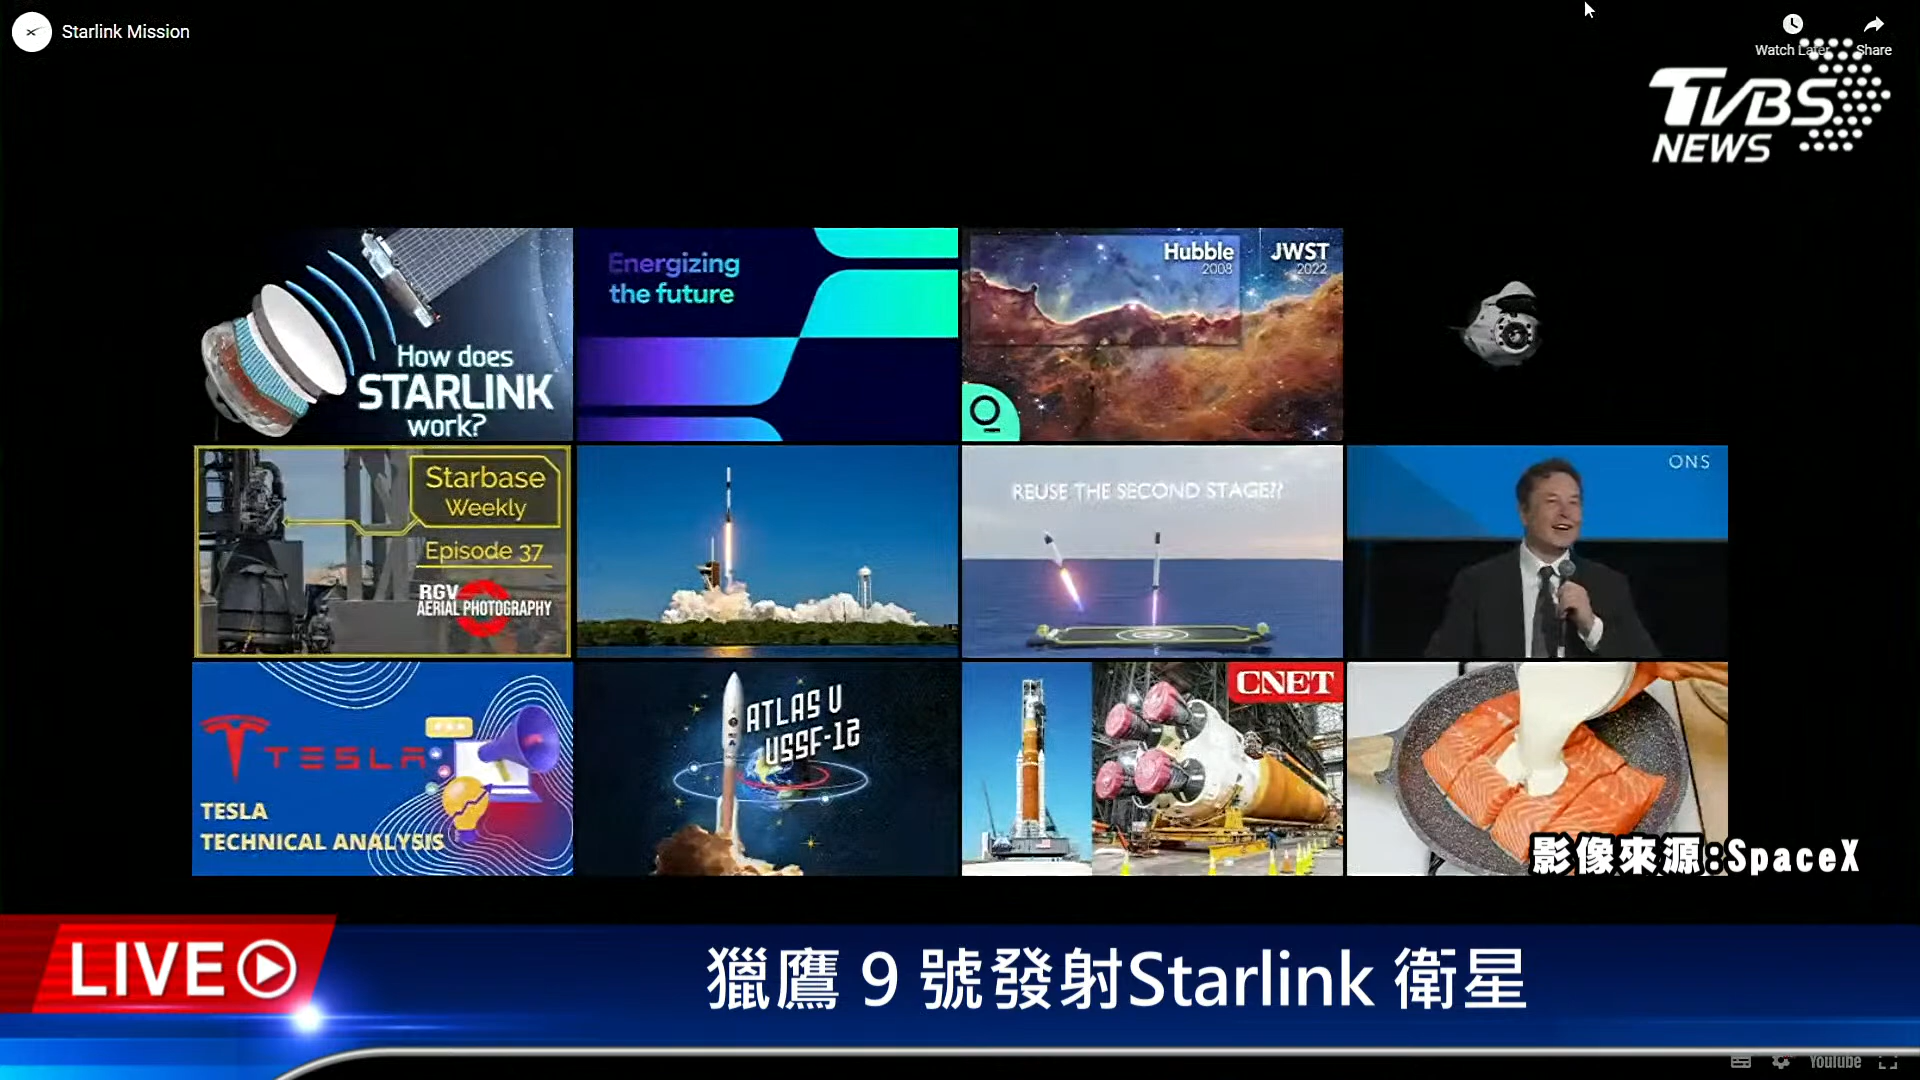 Starlink Mission
Watch Later
Share
TVBS
NEWS
How does
STARLINK
work?
Energizing
the future
Hubble
2008
JWST
2022
Starbase
Weekly
Episode 37
RGV
AERIAL PHOTOGRAPHY
REUSE THE SECOND STAGE??
ONS
TESLA
TESLA
TECHNICAL ANALYSIS
ATLAS V
USSF-12
CNET
影像來源:SpaceX
LIVE
獵鷹 9 號發射Starlink 衛星
YouTube